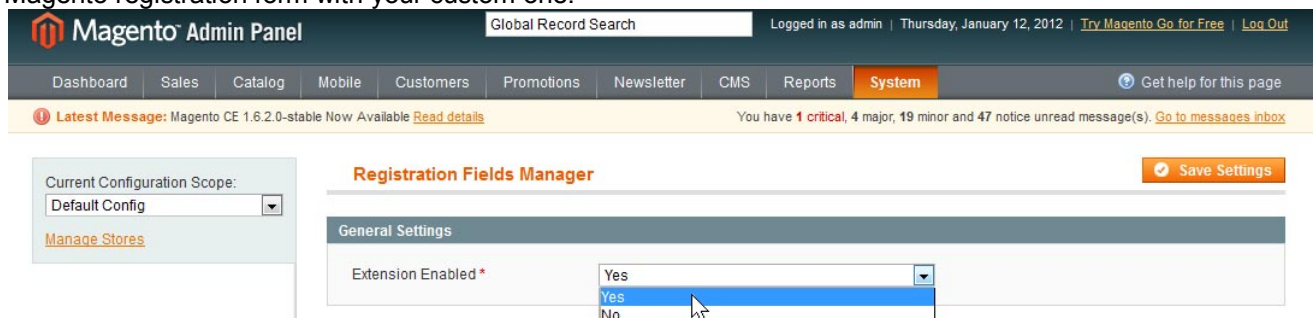 Magento registration form with your custom one.
Magento Admin Panel Global Record Search Logged in as admin | Thursday, January 12, 2012 | Try Magento Go for Free | Log Out
Dashboard Sales Catalog Mobile Customers Promotions Newsletter CMS Reports System Get help for this page
Latest Message: Magento CE 1.6.2.0-stable Now Available Read details You have 1 critical, 4 major, 19 minor and 47 notice unread message(s). Go to messages inbox
Current Configuration Scope:
Default Config
Manage Stores
Registration Fields Manager Save Settings
General Settings
Extension Enabled * Yes
Yes
No